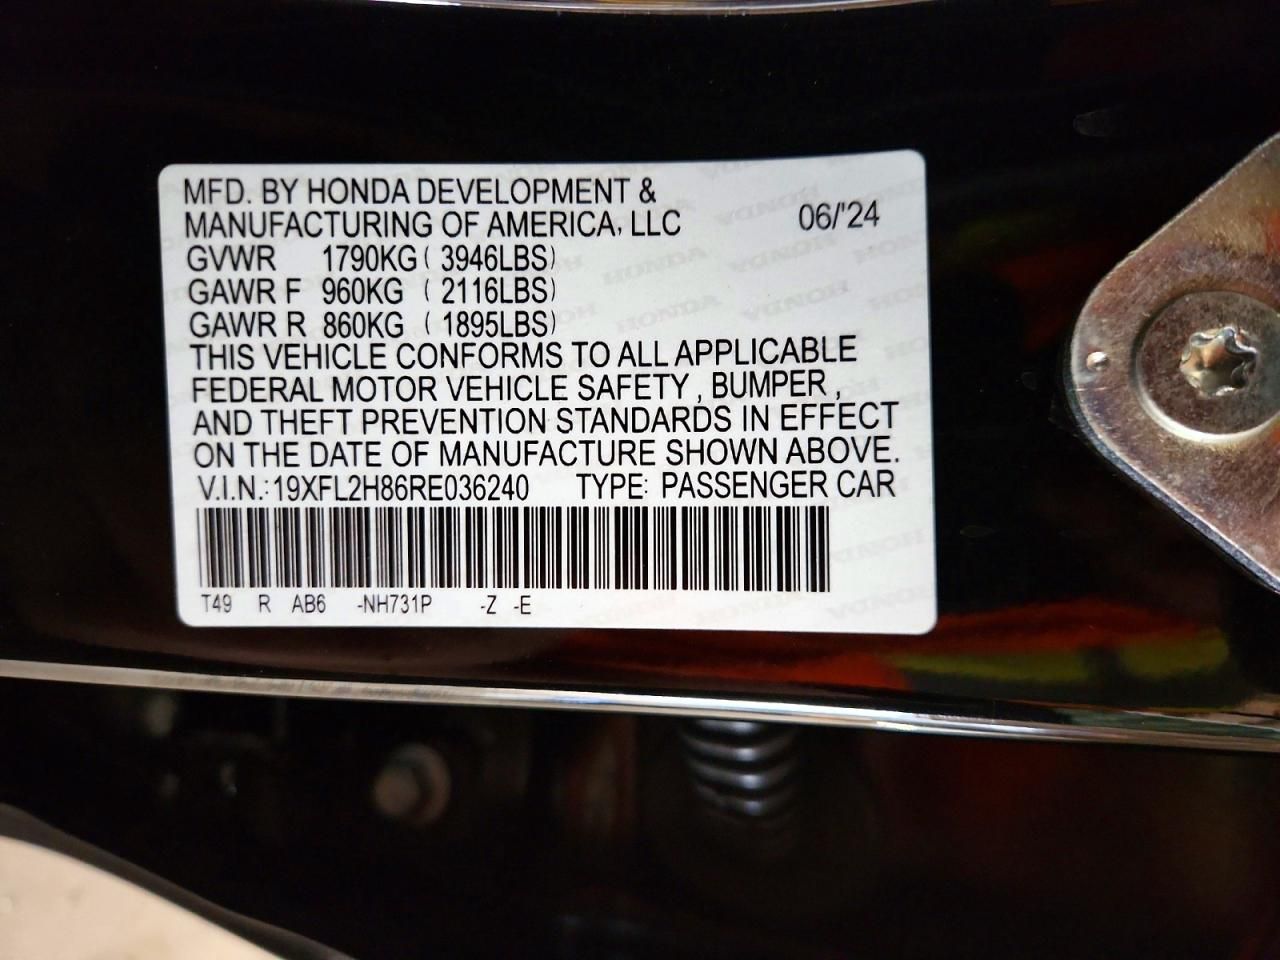 MFD. BY HONDA DEVELOPMENT &
MANUFACTURING OF AMERICA, LLC 06/'24
GVWR 1790KG ( 3946LBS)
GAWR F 960KG ( 2116LBS)
GAWR R 860KG ( 1895LBS)
THIS VEHICLE CONFORMS TO ALL APPLICABLE
FEDERAL MOTOR VEHICLE SAFETY , BUMPER ,
AND THEFT PREVENTION STANDARDS IN EFFECT
ON THE DATE OF MANUFACTURE SHOWN ABOVE.
V.I.N.: 19XFL2H86RE036240 TYPE: PASSENGER CAR
T49 R AB6 -NH731P -Z -E